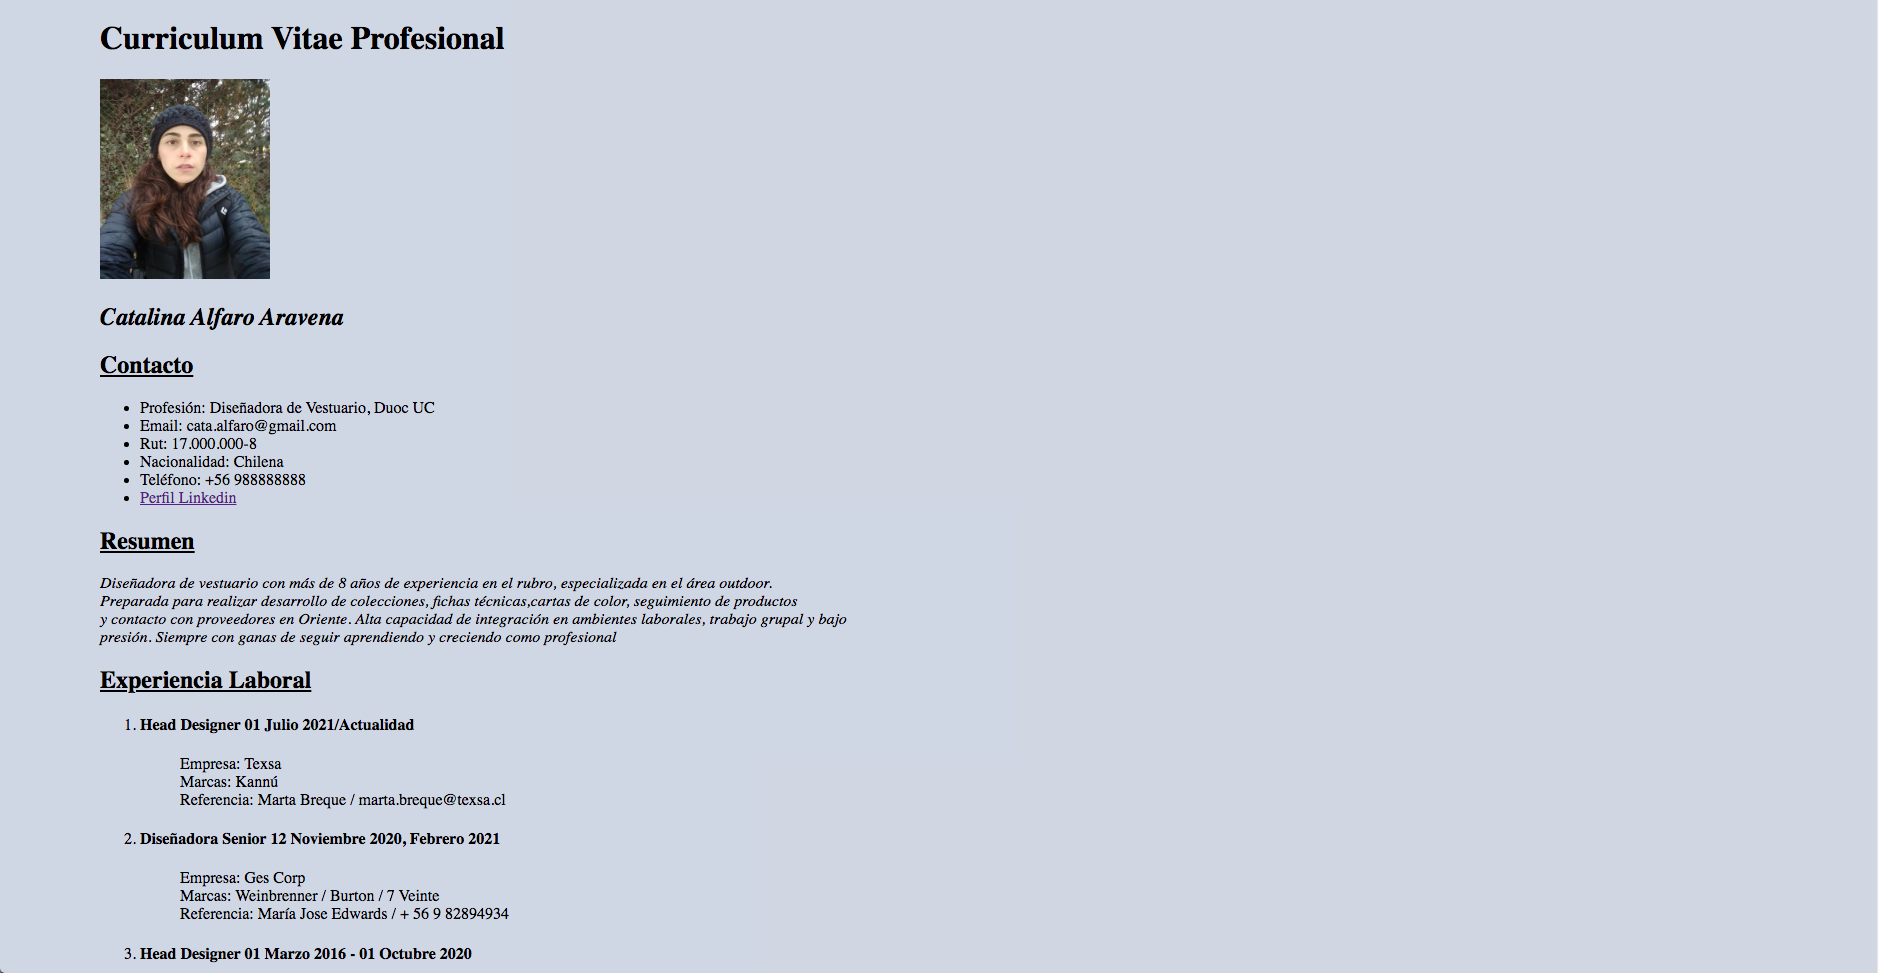 Curriculum Vitae Profesional
Catalina Alfaro Aravena
Contacto
• Profesión: Diseñadora de Vestuario, Duoc UC
• Email: cata.alfaro@gmail.com
• Rut: 17.000.000-8
• Nacionalidad: Chilena
• Teléfono: +56 988888888
• Perfil Linkedin
Resumen
Diseñadora de vestuario con más de 8 años de experiencia en el rubro, especializada en el área outdoor.
Preparada para realizar desarrollo de colecciones, fichas técnicas,cartas de color, seguimiento de productos
y contacto con proveedores en Oriente. Alta capacidad de integración en ambientes laborales, trabajo grupal y bajo
presión. Siempre con ganas de seguir aprendiendo y creciendo como profesional
Experiencia Laboral
1. Head Designer 01 Julio 2021/Actualidad
Empresa: Texsa
Marcas: Kannú
Referencia: Marta Breque / marta.breque@texsa.cl
2. Diseñadora Senior 12 Noviembre 2020, Febrero 2021
Empresa: Ges Corp
Marcas: Weinbrenner / Burton / 7 Veinte
Referencia: María Jose Edwards / + 56 9 82894934
3. Head Designer 01 Marzo 2016 - 01 Octubre 2020